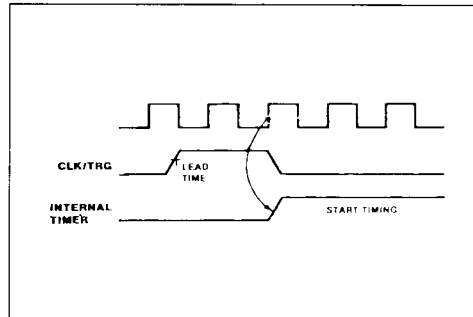 CLK/TRG
LEAD
TIME
INTERNAL
TIMER
START TIMING